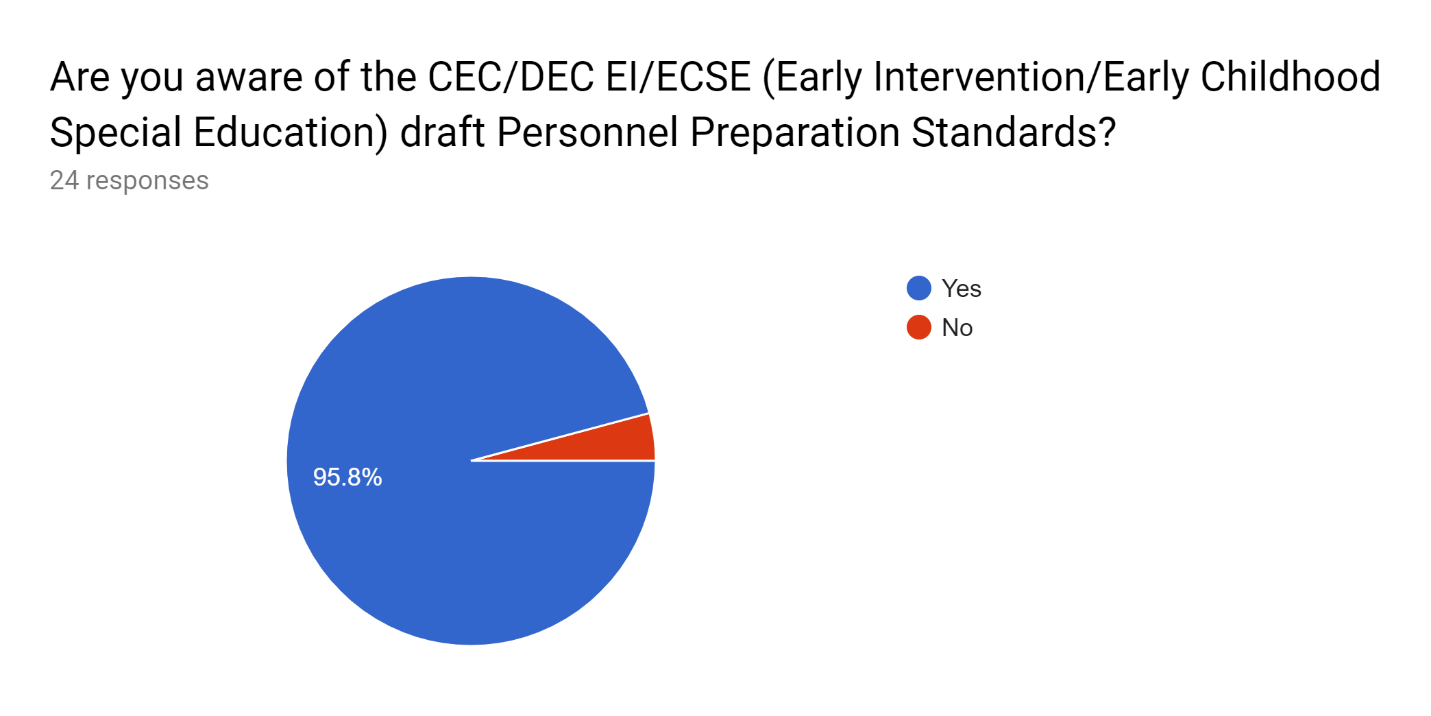 Are you aware of the CEC/DEC EI/ECSE (Early Intervention/Early Childhood
Special Education) draft Personnel Preparation Standards?
24 responses
Yes
No
95.8%